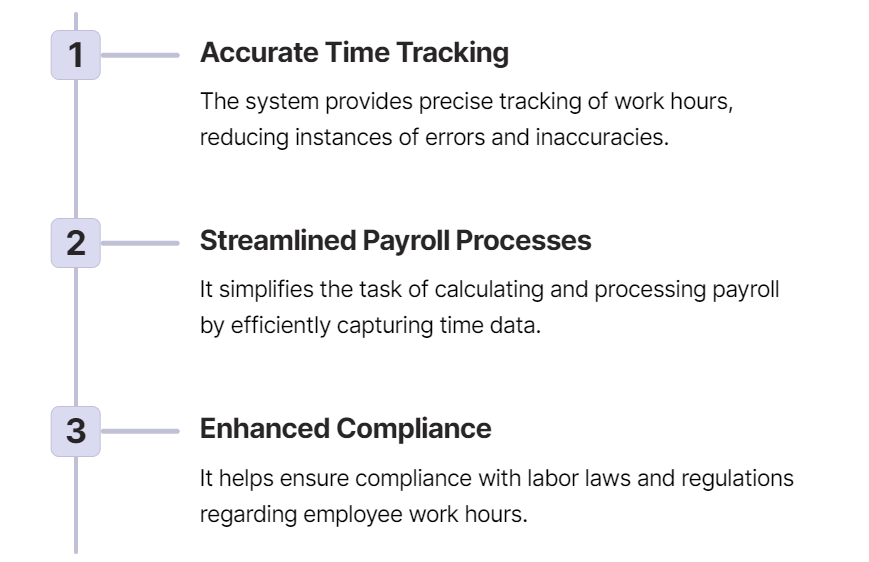 1
Accurate Time Tracking
The system provides precise tracking of work hours,
reducing instances of errors and inaccuracies.
2
Streamlined Payroll Processes
It simplifies the task of calculating and processing payroll
by efficiently capturing time data.
3
Enhanced Compliance
It helps ensure compliance with labor laws and regulations
regarding employee work hours.